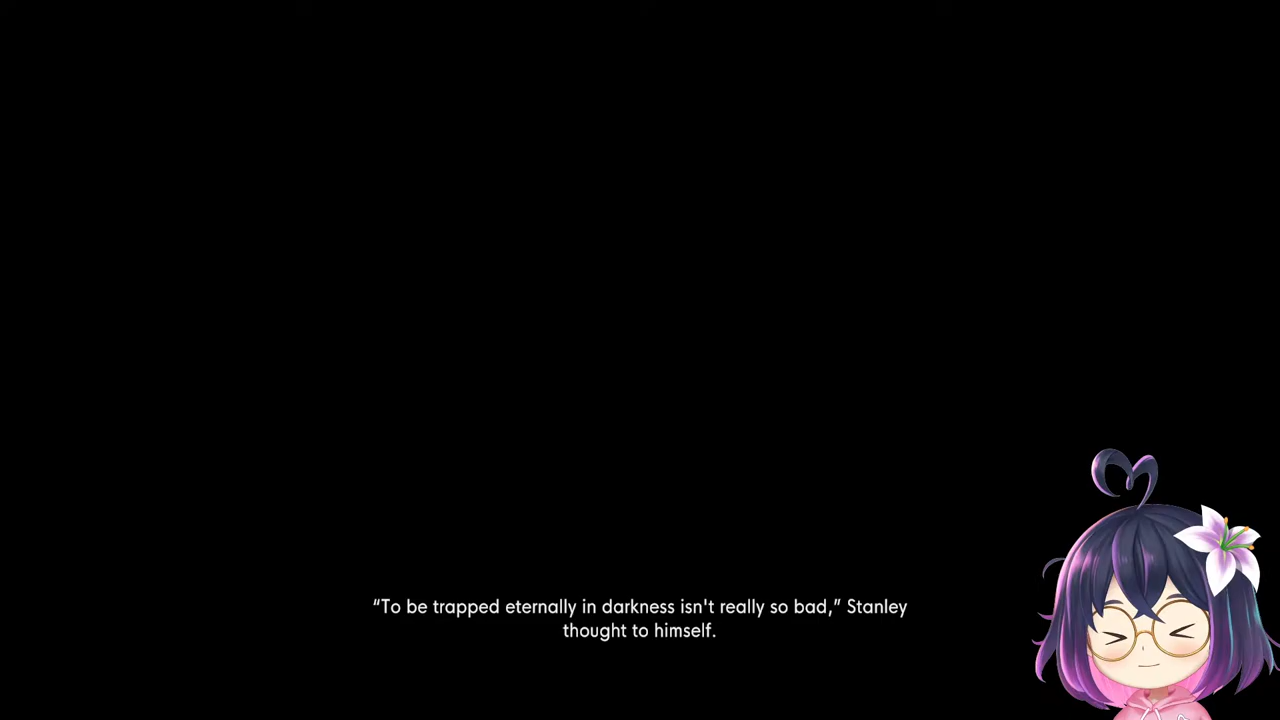 “To be trapped eternally in darkness isn't really so bad,” Stanley
thought to himself.